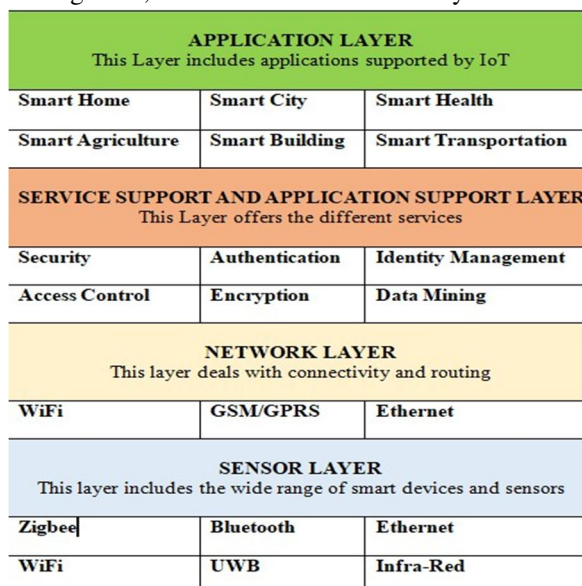 APPLICATION LAYER
This Layer includes applications supported by IoT
Smart Home Smart City Smart Health
Smart Agriculture Smart Building Smart Transportation
SERVICE SUPPORT AND APPLICATION SUPPORT LAYER
This Layer offers the different services
Security Authentication Identity Management
Access Control Encryption Data Mining
NETWORK LAYER
This layer deals with connectivity and routing
WiFi GSM/GPRS Ethernet
SENSOR LAYER
This layer includes the wide range of smart devices and sensors
Zigbee Bluetooth Ethernet
WiFi UWB Infra-Red